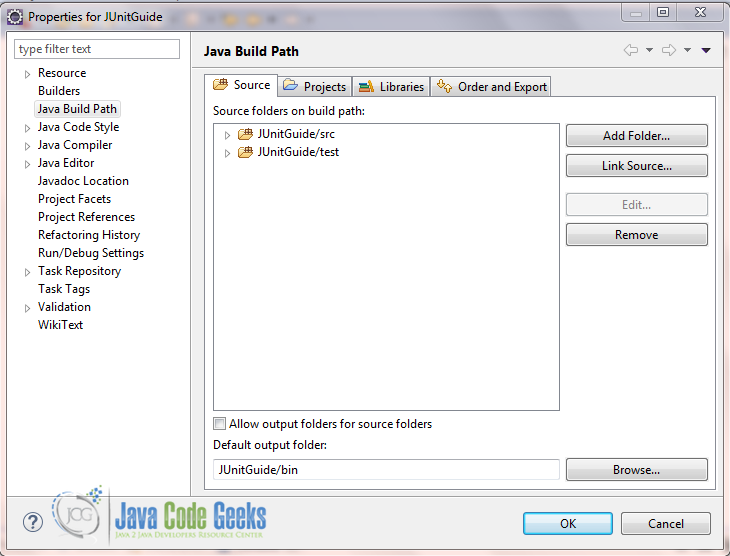 Properties for JUnitGuide
type filter text
Resource
Builders
Java Build Path
Java Code Style
Java Compiler
Java Editor
Javadoc Location
Project Facets
Project References
Refactoring History
Run/Debug Settings
Task Repository
Task Tags
Validation
WikiText
Java Build Path
Source Projects Libraries Order and Export
Source folders on build path:
JUnitGuide/src
JUnitGuide/test
Add Folder...
Link Source...
Edit...
Remove
Allow output folders for source folders
Default output folder:
JUnitGuide/bin
Browse...
JCG
Java Code Geeks
Java 2 Java Developers Resource Center
OK Cancel